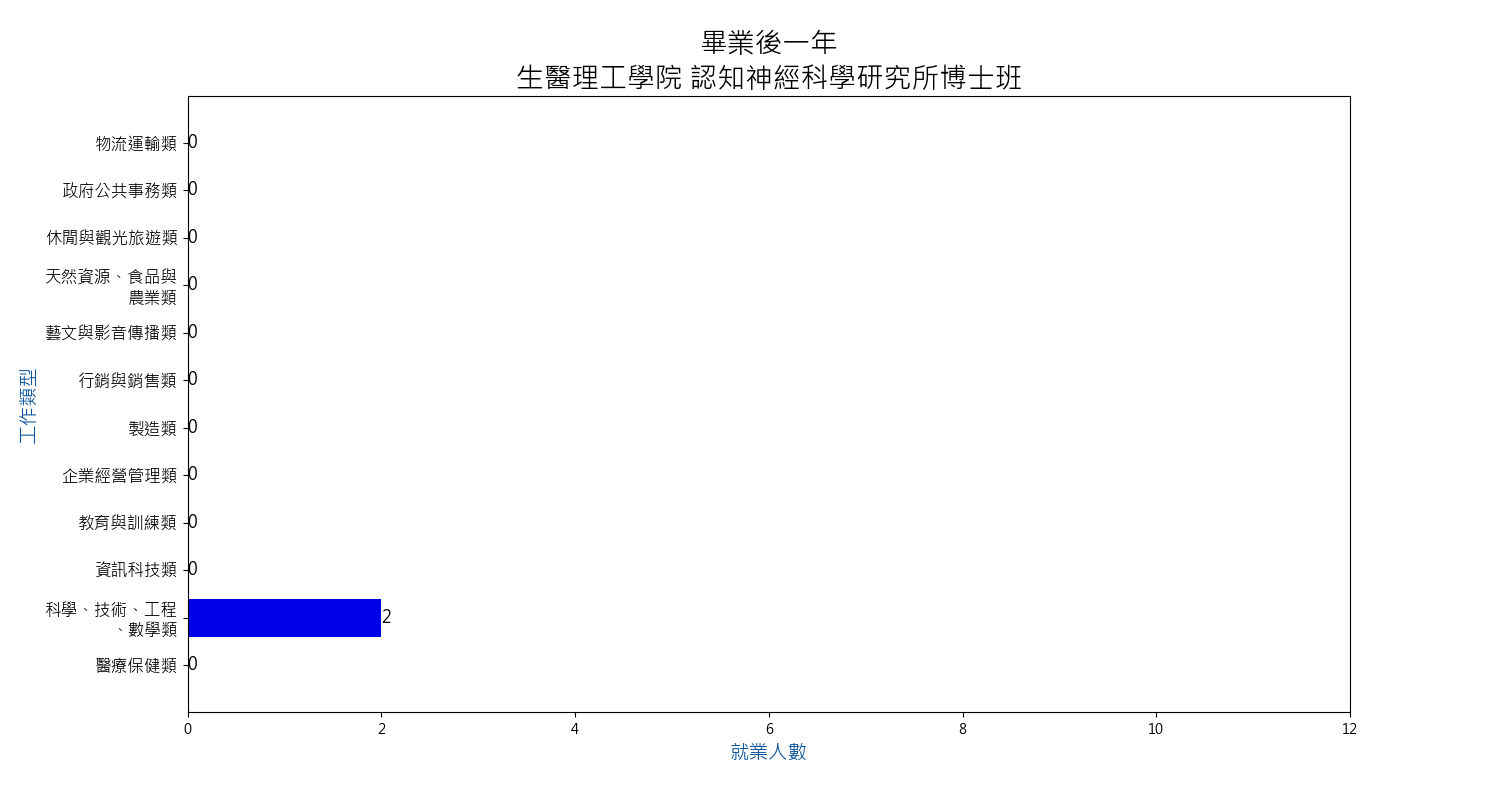 畢業後一年
生醫理工學院 認知神經科學研究所博士班
物流運輸類 0
政府公共事務類 0
休閒與觀光旅遊類 0
天然資源、食品與
農業類 0
藝文與影音傳播類 0
行銷與銷售類 0
製造類 0
企業經營管理類 0
教育與訓練類 0
資訊科技類 0
科學、技術、工程
、數學類 2
醫療保健類 0
工作類型
0 2 4 6 8 10 12
就業人數